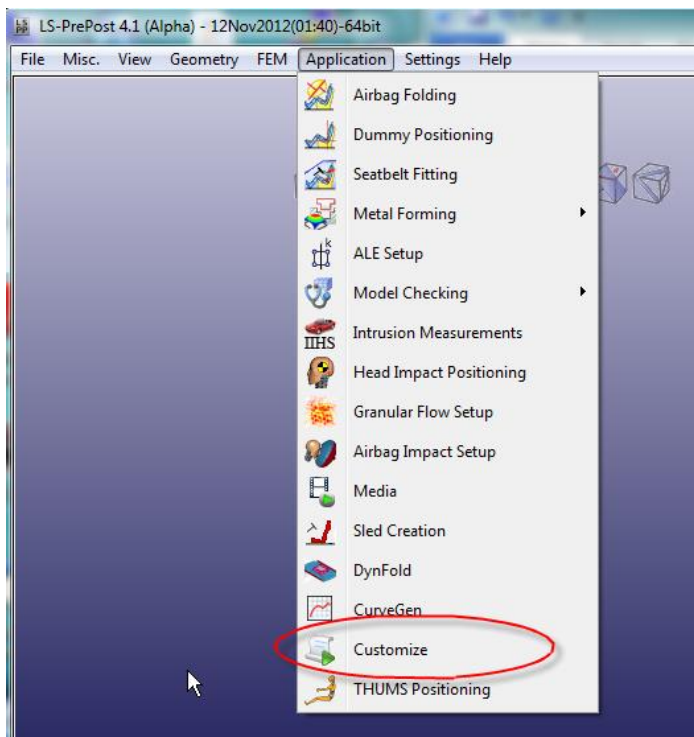 LS-PrePost 4.1 (Alpha) - 12Nov2012(01:40)-64bit
File Misc. View Geometry FEM Application Settings Help
Airbag Folding
Dummy Positioning
Seatbelt Fitting
Metal Forming
k
ALE Setup
Model Checking
IIHS
Intrusion Measurements
Head Impact Positioning
Granular Flow Setup
Airbag Impact Setup
Media
Sled Creation
DynFold
CurveGen
Customize
THUMS Positioning